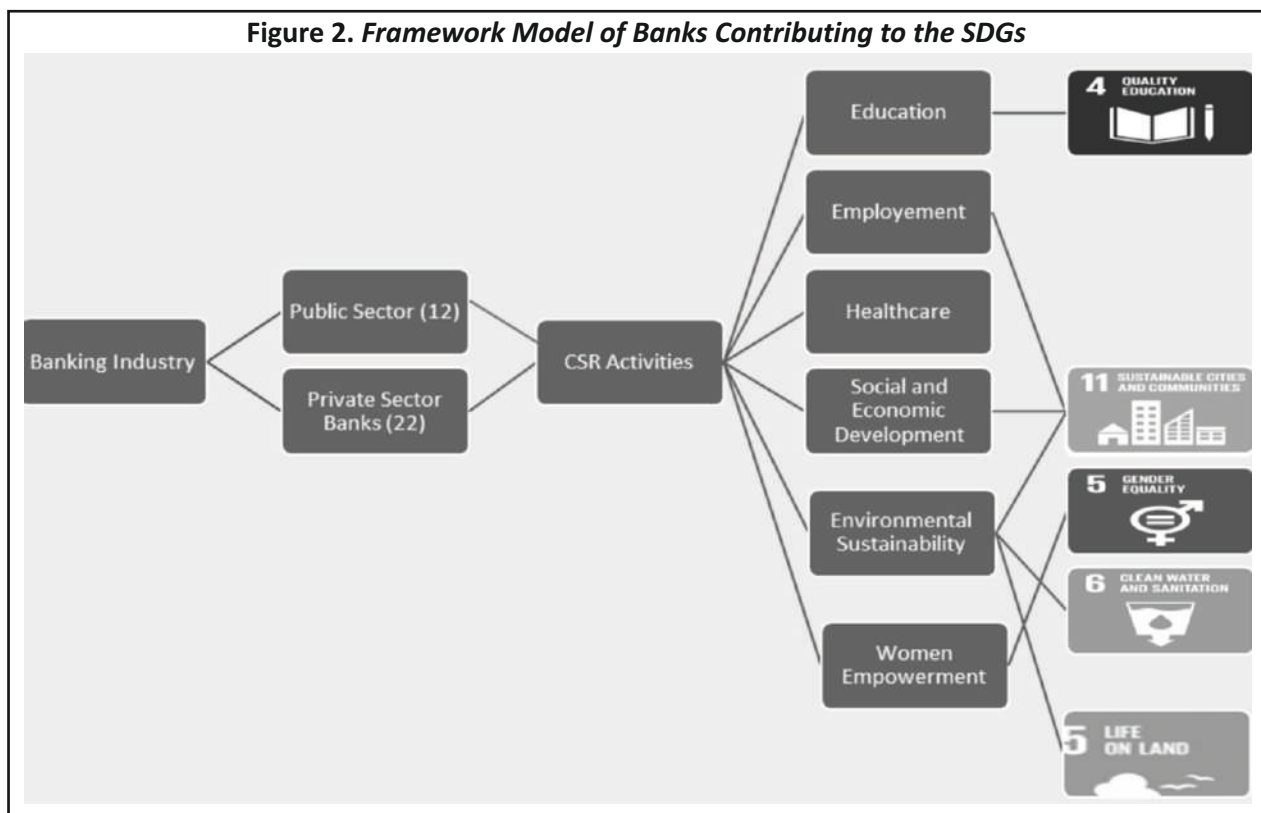 Figure 2. Framework Model of Banks Contributing to the SDGs
Banking Industry
Public Sector (12)
Private Sector
Banks (22)
CSR Activities
Education
Employement
Healthcare
Social and
Economic
Development
Environmental
Sustainability
Women
Empowerment
4 QUALITY
EDUCATION
11 SUSTAINABLE CITIES
AND COMMUNITIES
5 GENDER
EQUALITY
6 CLEAN WATER
AND SANITATION
5 LIFE
ON LAND